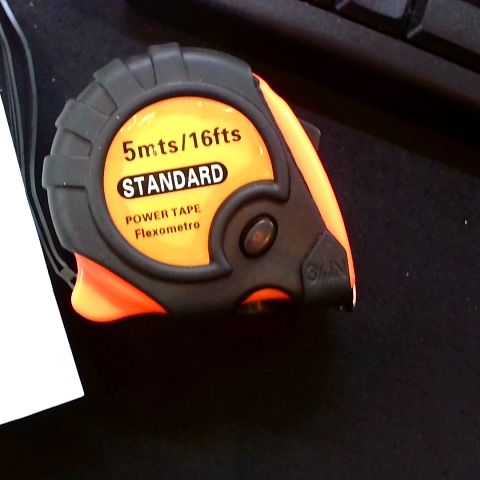 5mts/16fts
STANDARD
POWER TAPE
Flexometro